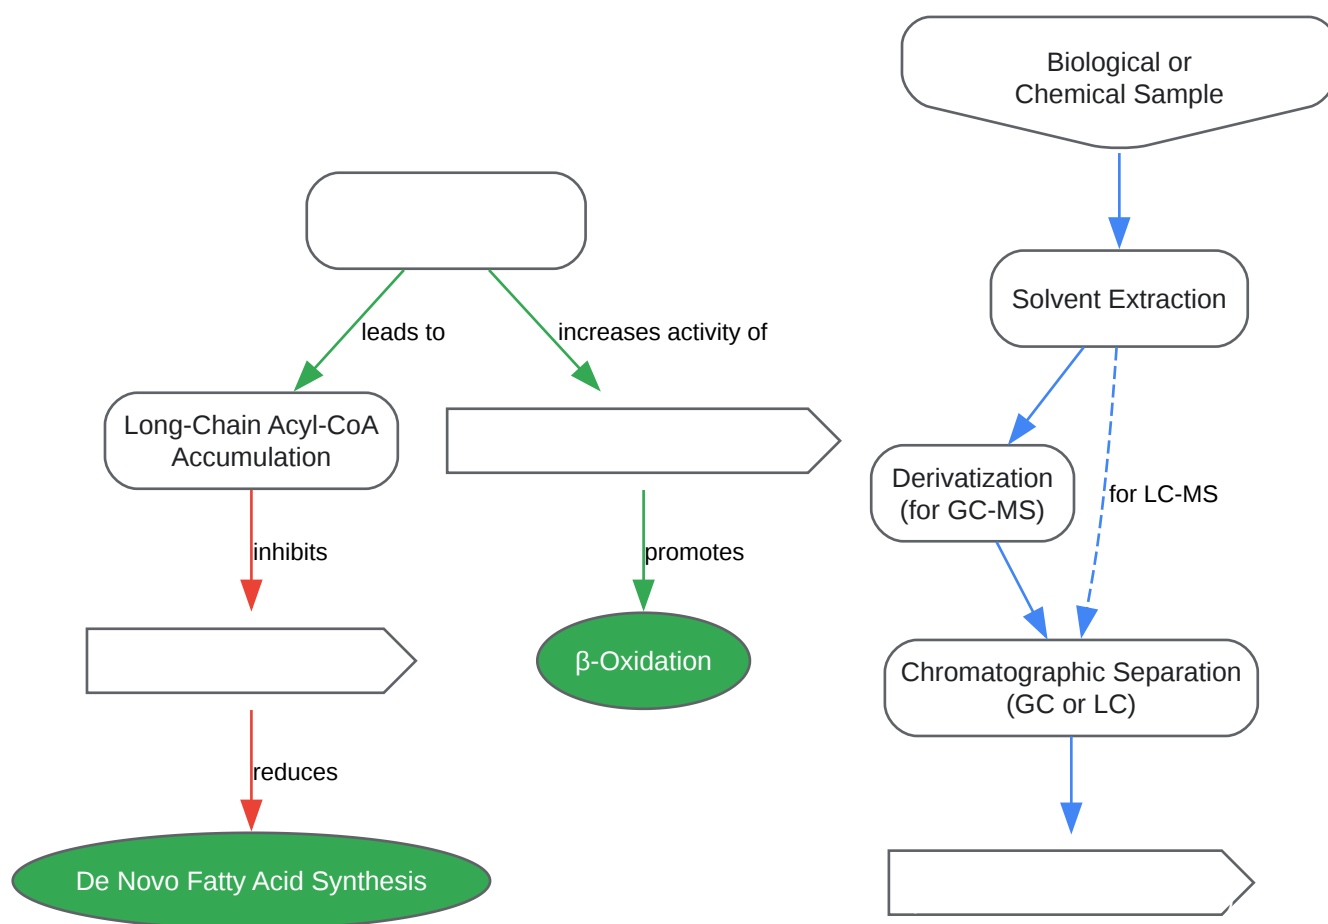 Biological or
Chemical Sample
Solvent Extraction
leads to
increases activity of
Long-Chain Acyl-CoA
Accumulation
Derivatization
(for GC-MS)
for LC-MS
inhibits
promotes
β-Oxidation
Chromatographic Separation
(GC or LC)
reduces
De Novo Fatty Acid Synthesis